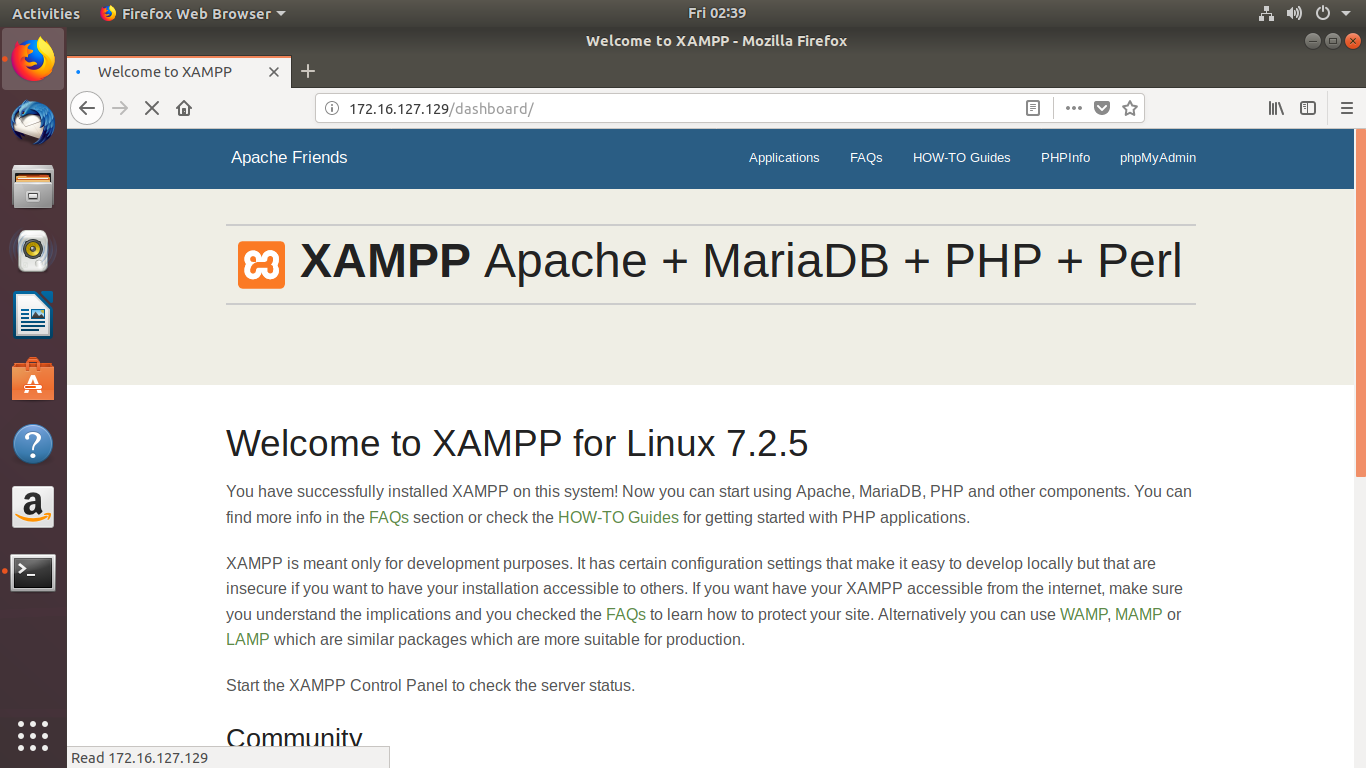 Activities Firefox Web Browser Fri 02:39
Welcome to XAMPP - Mozilla Firefox
Welcome to XAMPP
172.16.127.129/dashboard/
Apache Friends Applications FAQs HOW-TO Guides PHPInfo phpMyAdmin
XAMPP Apache + MariaDB + PHP + Perl
Welcome to XAMPP for Linux 7.2.5
You have successfully installed XAMPP on this system! Now you can start using Apache, MariaDB, PHP and other components. You can
find more info in the FAQs section or check the HOW-TO Guides for getting started with PHP applications.
XAMPP is meant only for development purposes. It has certain configuration settings that make it easy to develop locally but that are
insecure if you want to have your installation accessible to others. If you want have your XAMPP accessible from the internet, make sure
you understand the implications and you checked the FAQs to learn how to protect your site. Alternatively you can use WAMP, MAMP or
LAMP which are similar packages which are more suitable for production.
Start the XAMPP Control Panel to check the server status.
Community
Read 172.16.127.129